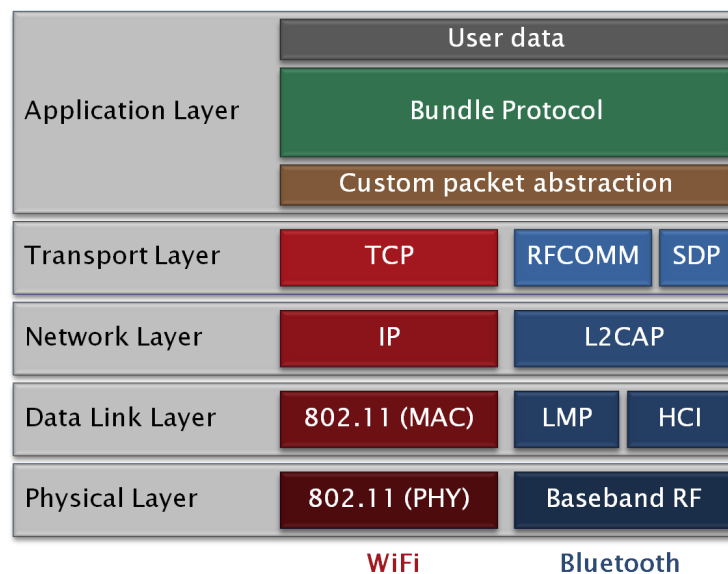 User data
Application Layer
Bundle Protocol
Custom packet abstraction
Transport Layer TCP RFCOMM SDP
Network Layer IP L2CAP
Data Link Layer 802.11 (MAC) LMP HCI
Physical Layer 802.11 (PHY) Baseband RF
WiFi Bluetooth